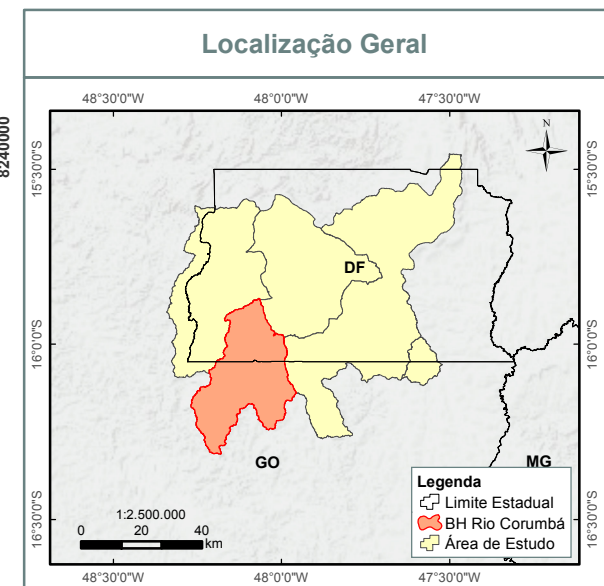 Localização Geral
8240000
48°30'0"W 48°0'0"W 47°30'0"W
N
15°30'0"S 15°30'0"S
DF
16°0'0"S 16°0'0"S
GO
MG
16°30'0"S 16°30'0"S
Legenda
Limite Estadual
BH Rio Corumbá
Área de Estudo
1:2.500.000
0 20 40
km
48°30'0"W 48°0'0"W 47°30'0"W